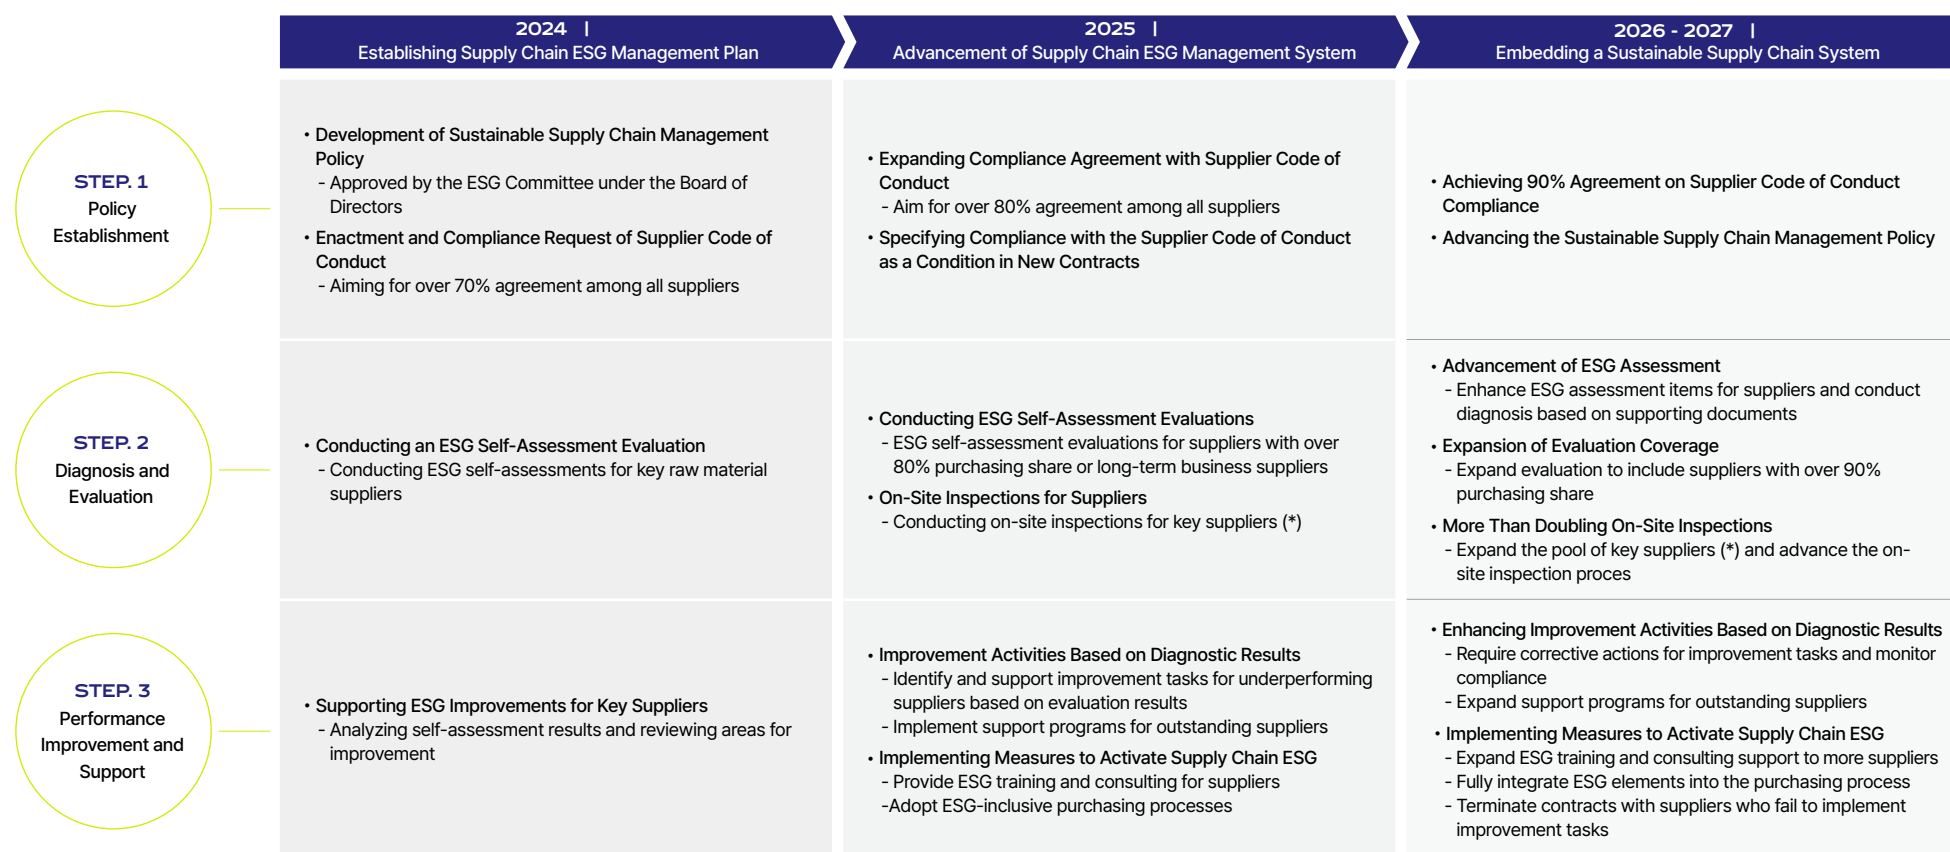 2024 |
Establishing Supply Chain ESG Management Plan
2025 |
Advancement of Supply Chain ESG Management System
2026 - 2027 |
Embedding a Sustainable Supply Chain System
STEP. 1
Policy
Establishment
• Development of Sustainable Supply Chain Management
Policy
- Approved by the ESG Committee under the Board of
Directors
• Enactment and Compliance Request of Supplier Code of
Conduct
- Aiming for over 70% agreement among all suppliers
• Expanding Compliance Agreement with Supplier Code of
Conduct
- Aim for over 80% agreement among all suppliers
• Specifying Compliance with the Supplier Code of Conduct
as a Condition in New Contracts
• Achieving 90% Agreement on Supplier Code of Conduct
Compliance
• Advancing the Sustainable Supply Chain Management Policy
STEP. 2
Diagnosis and
Evaluation
• Conducting an ESG Self-Assessment Evaluation
- Conducting ESG self-assessments for key raw material
suppliers
• Conducting ESG Self-Assessment Evaluations
- ESG self-assessment evaluations for suppliers with over
80% purchasing share or long-term business suppliers
• On-Site Inspections for Suppliers
- Conducting on-site inspections for key suppliers (*)
• Advancement of ESG Assessment
- Enhance ESG assessment items for suppliers and conduct
diagnosis based on supporting documents
• Expansion of Evaluation Coverage
- Expand evaluation to include suppliers with over 90%
purchasing share
• More Than Doubling On-Site Inspections
- Expand the pool of key suppliers (*) and advance the on-
site inspection proces
STEP. 3
Performance
Improvement and
Support
• Supporting ESG Improvements for Key Suppliers
- Analyzing self-assessment results and reviewing areas for
improvement
• Improvement Activities Based on Diagnostic Results
- Identify and support improvement tasks for underperforming
suppliers based on evaluation results
- Implement support programs for outstanding suppliers
• Implementing Measures to Activate Supply Chain ESG
- Provide ESG training and consulting for suppliers
-Adopt ESG-inclusive purchasing processes
• Enhancing Improvement Activities Based on Diagnostic Results
- Require corrective actions for improvement tasks and monitor
compliance
- Expand support programs for outstanding suppliers
• Implementing Measures to Activate Supply Chain ESG
- Expand ESG training and consulting support to more suppliers
- Fully integrate ESG elements into the purchasing process
- Terminate contracts with suppliers who fail to implement
improvement tasks